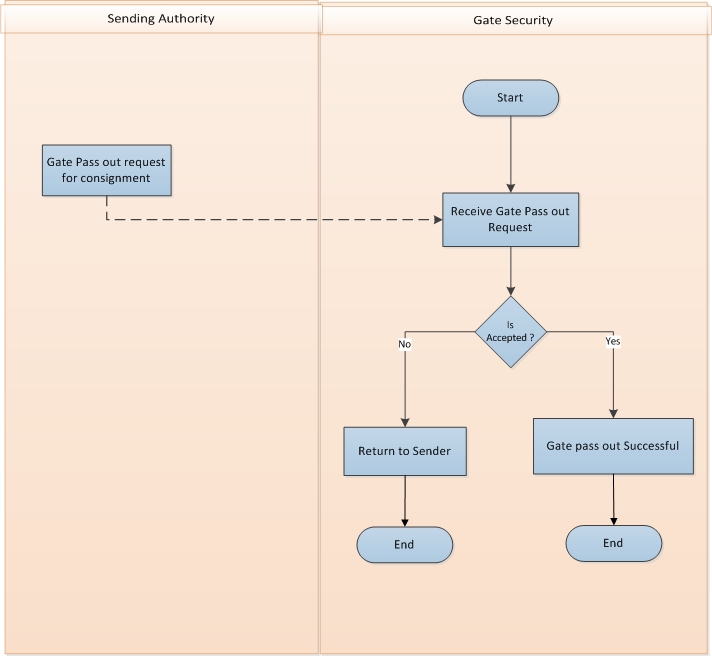 Sending Authority
Gate Security
Start
Gate Pass out request
for consignment
Receive Gate Pass out
Request
Is
Accepted ?
No
Yes
Return to Sender
Gate pass out Successful
End
End